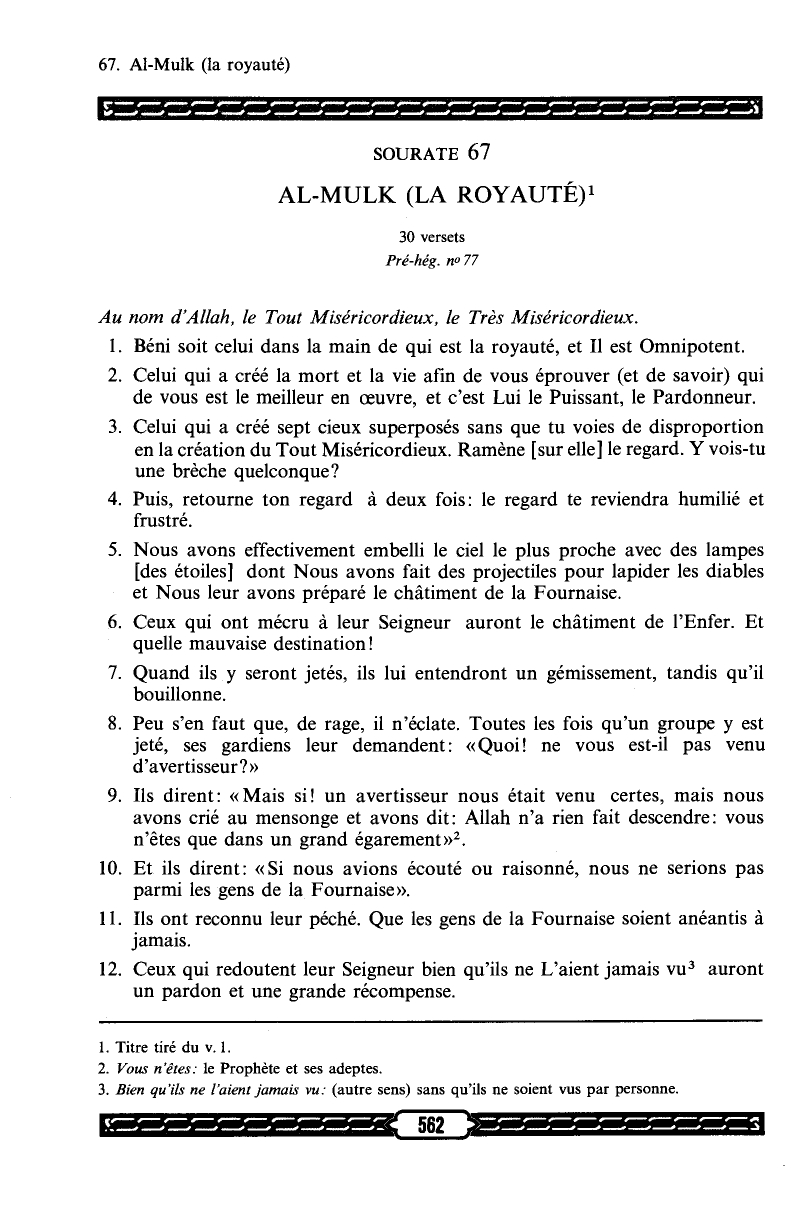 67. Al-Mulk (la royauté)
SOURATE 67
AL-MULK (LA ROYAUTÉ)¹
30 versets
Pré-hég. nº 77
Au nom d'Allah, le Tout Miséricordieux, le Très Miséricordieux.
1. Béni soit celui dans la main de qui est la royauté, et Il est Omnipotent.
2. Celui qui a créé la mort et la vie afin de vous éprouver (et de savoir) qui
de vous est le meilleur en œuvre, et c'est Lui le Puissant, le Pardonneur.
3. Celui qui a créé sept cieux superposés sans que tu voies de disproportion
en la création du Tout Miséricordieux. Ramène [sur elle] le regard. Y vois-tu
une brèche quelconque?
4. Puis, retourne ton regard à deux fois: le regard te reviendra humilié et
frustré.
5. Nous avons effectivement embelli le ciel le plus proche avec des lampes
[des étoiles] dont Nous avons fait des projectiles pour lapider les diables
et Nous leur avons préparé le châtiment de la Fournaise.
6. Ceux qui ont mécru à leur Seigneur auront le châtiment de l'Enfer. Et
quelle mauvaise destination!
7. Quand ils y seront jetés, ils lui entendront un gémissement, tandis qu'il
bouillonne.
8. Peu s'en faut que, de rage, il n'éclate. Toutes les fois qu'un groupe y est
jeté, ses gardiens leur demandent: «Quoi! ne vous est-il pas venu
d'avertisseur?»
9. Ils dirent: «Mais si! un avertisseur nous était venu certes, mais nous
avons crié au mensonge et avons dit: Allah n'a rien fait descendre: vous
n'êtes que dans un grand égarement»².
10. Et ils dirent: «Si nous avions écouté ou raisonné, nous ne serions pas
parmi les gens de la Fournaise».
11. Ils ont reconnu leur péché. Que les gens de la Fournaise soient anéantis à
jamais.
12. Ceux qui redoutent leur Seigneur bien qu'ils ne L'aient jamais vu³ auront
un pardon et une grande récompense.
1. Titre tiré du v. 1.
2. Vous n'êtes: le Prophète et ses adeptes.
3. Bien qu'ils ne l'aient jamais vu: (autre sens) sans qu'ils ne soient vus par personne.
562